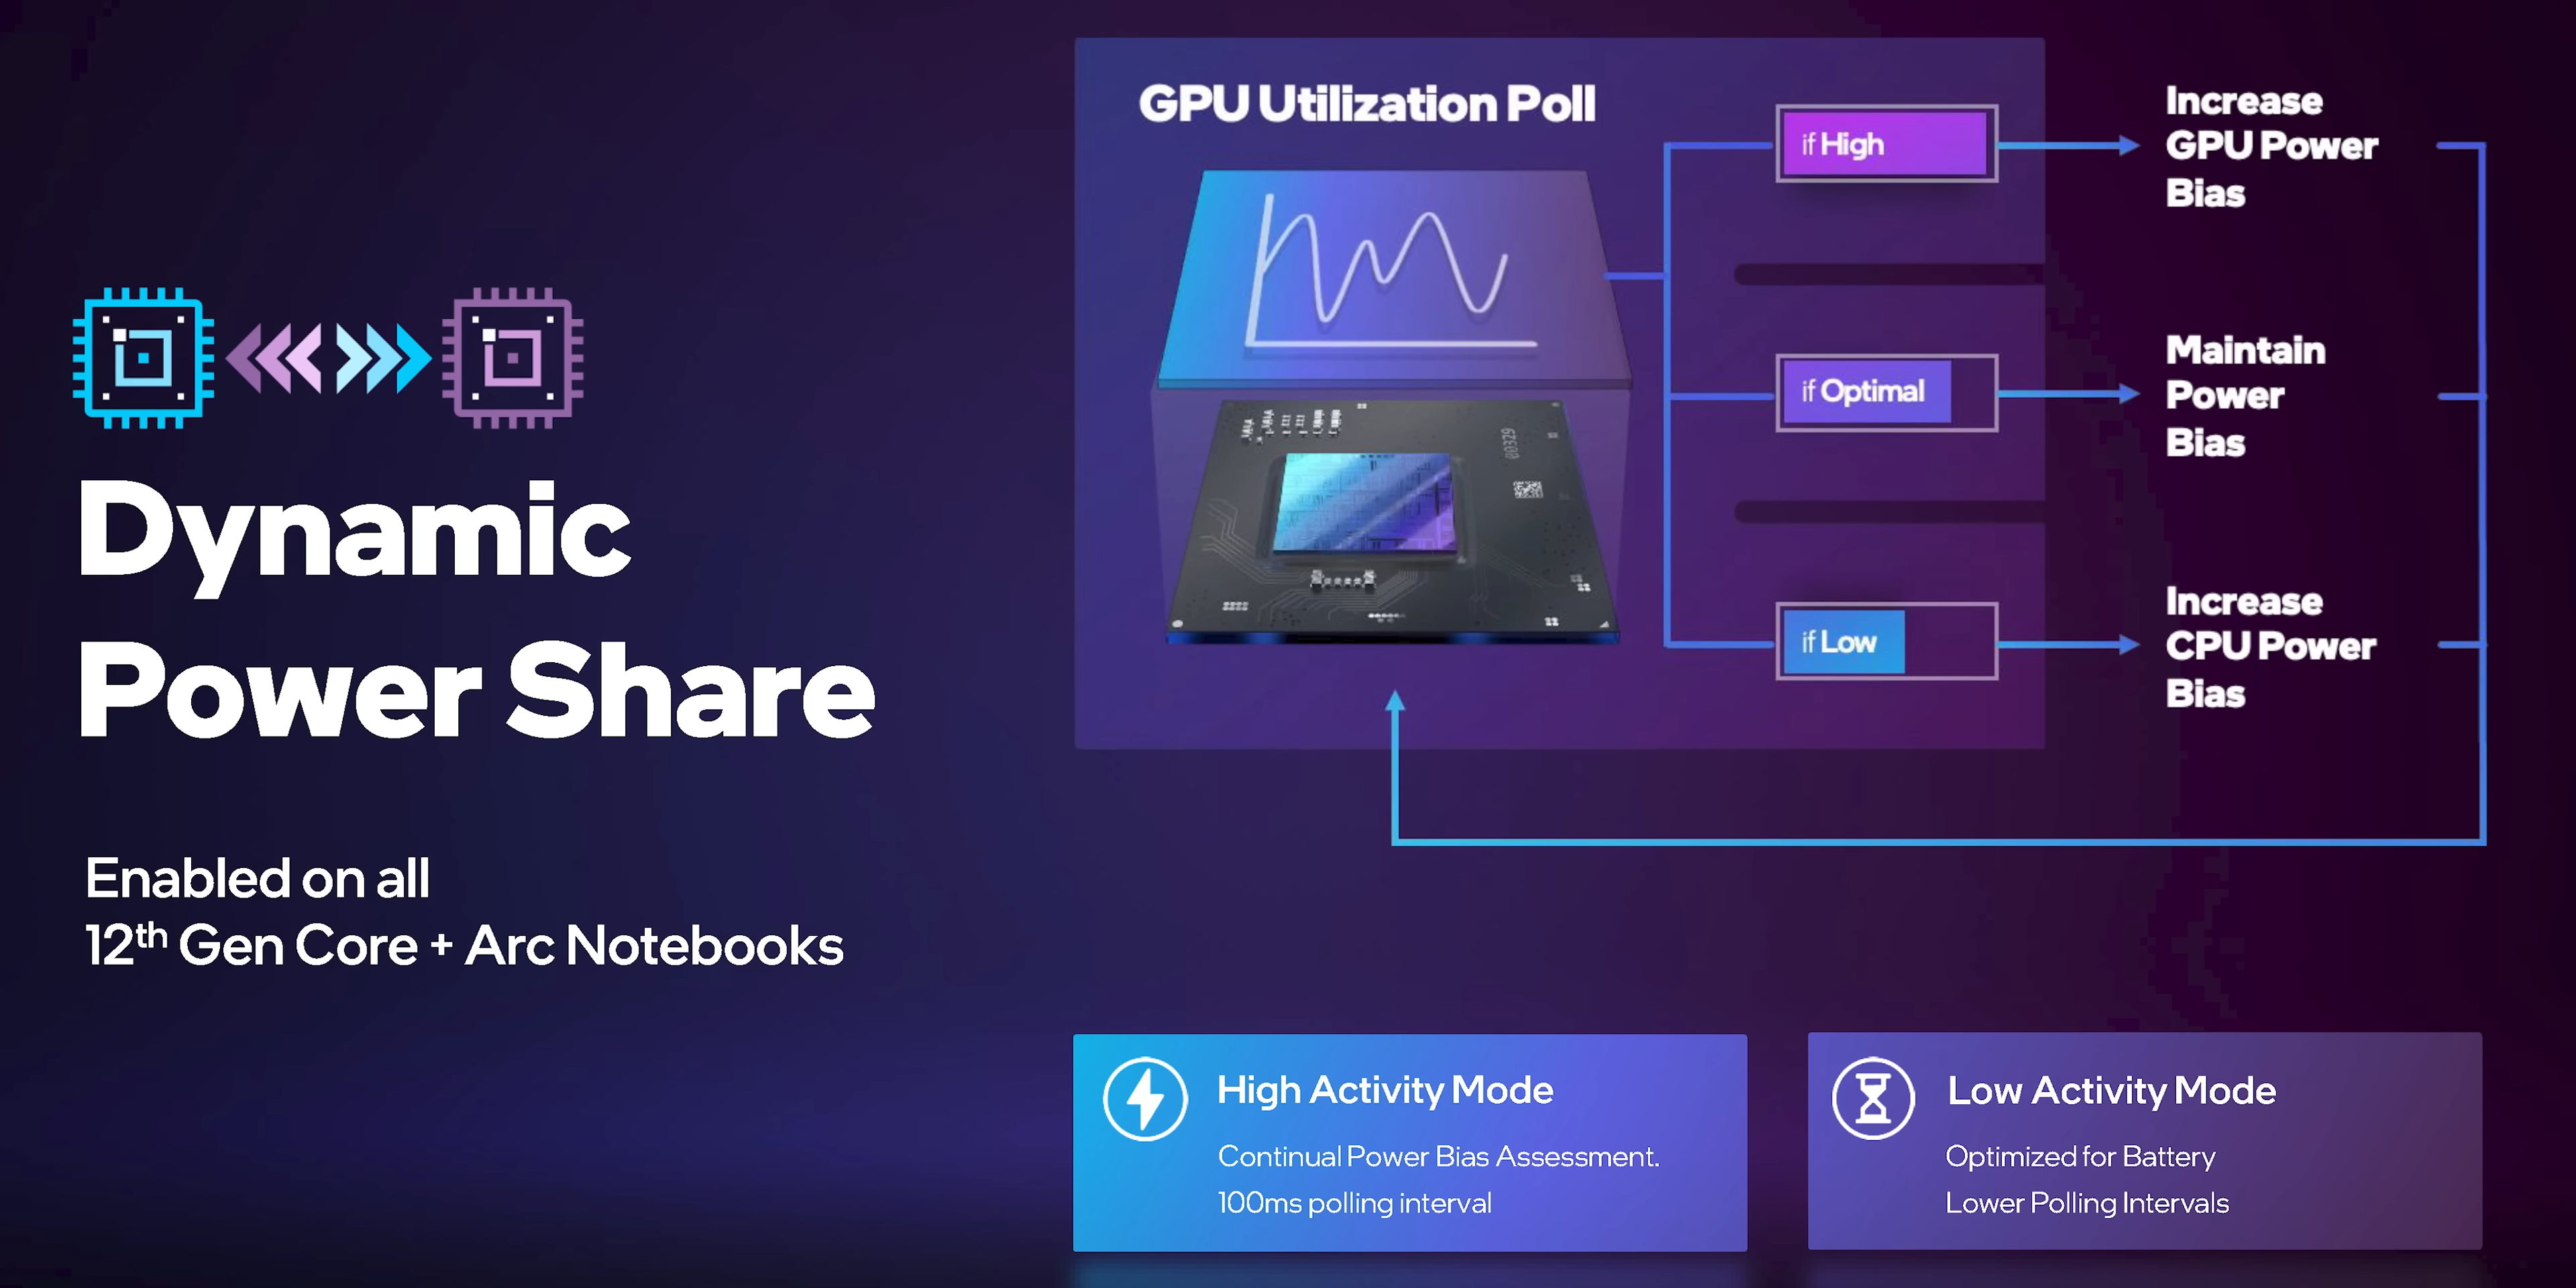 Dynamic
Power Share
Enabled on all
12th Gen Core + Arc Notebooks
GPU Utilization Poll
00329
if High
Increase
GPU Power
Bias
if Optimal
Maintain
Power
Bias
if Low
Increase
CPU Power
Bias
High Activity Mode
Continual Power Bias Assessment.
100ms polling interval
Low Activity Mode
Optimized for Battery
Lower Polling Intervals